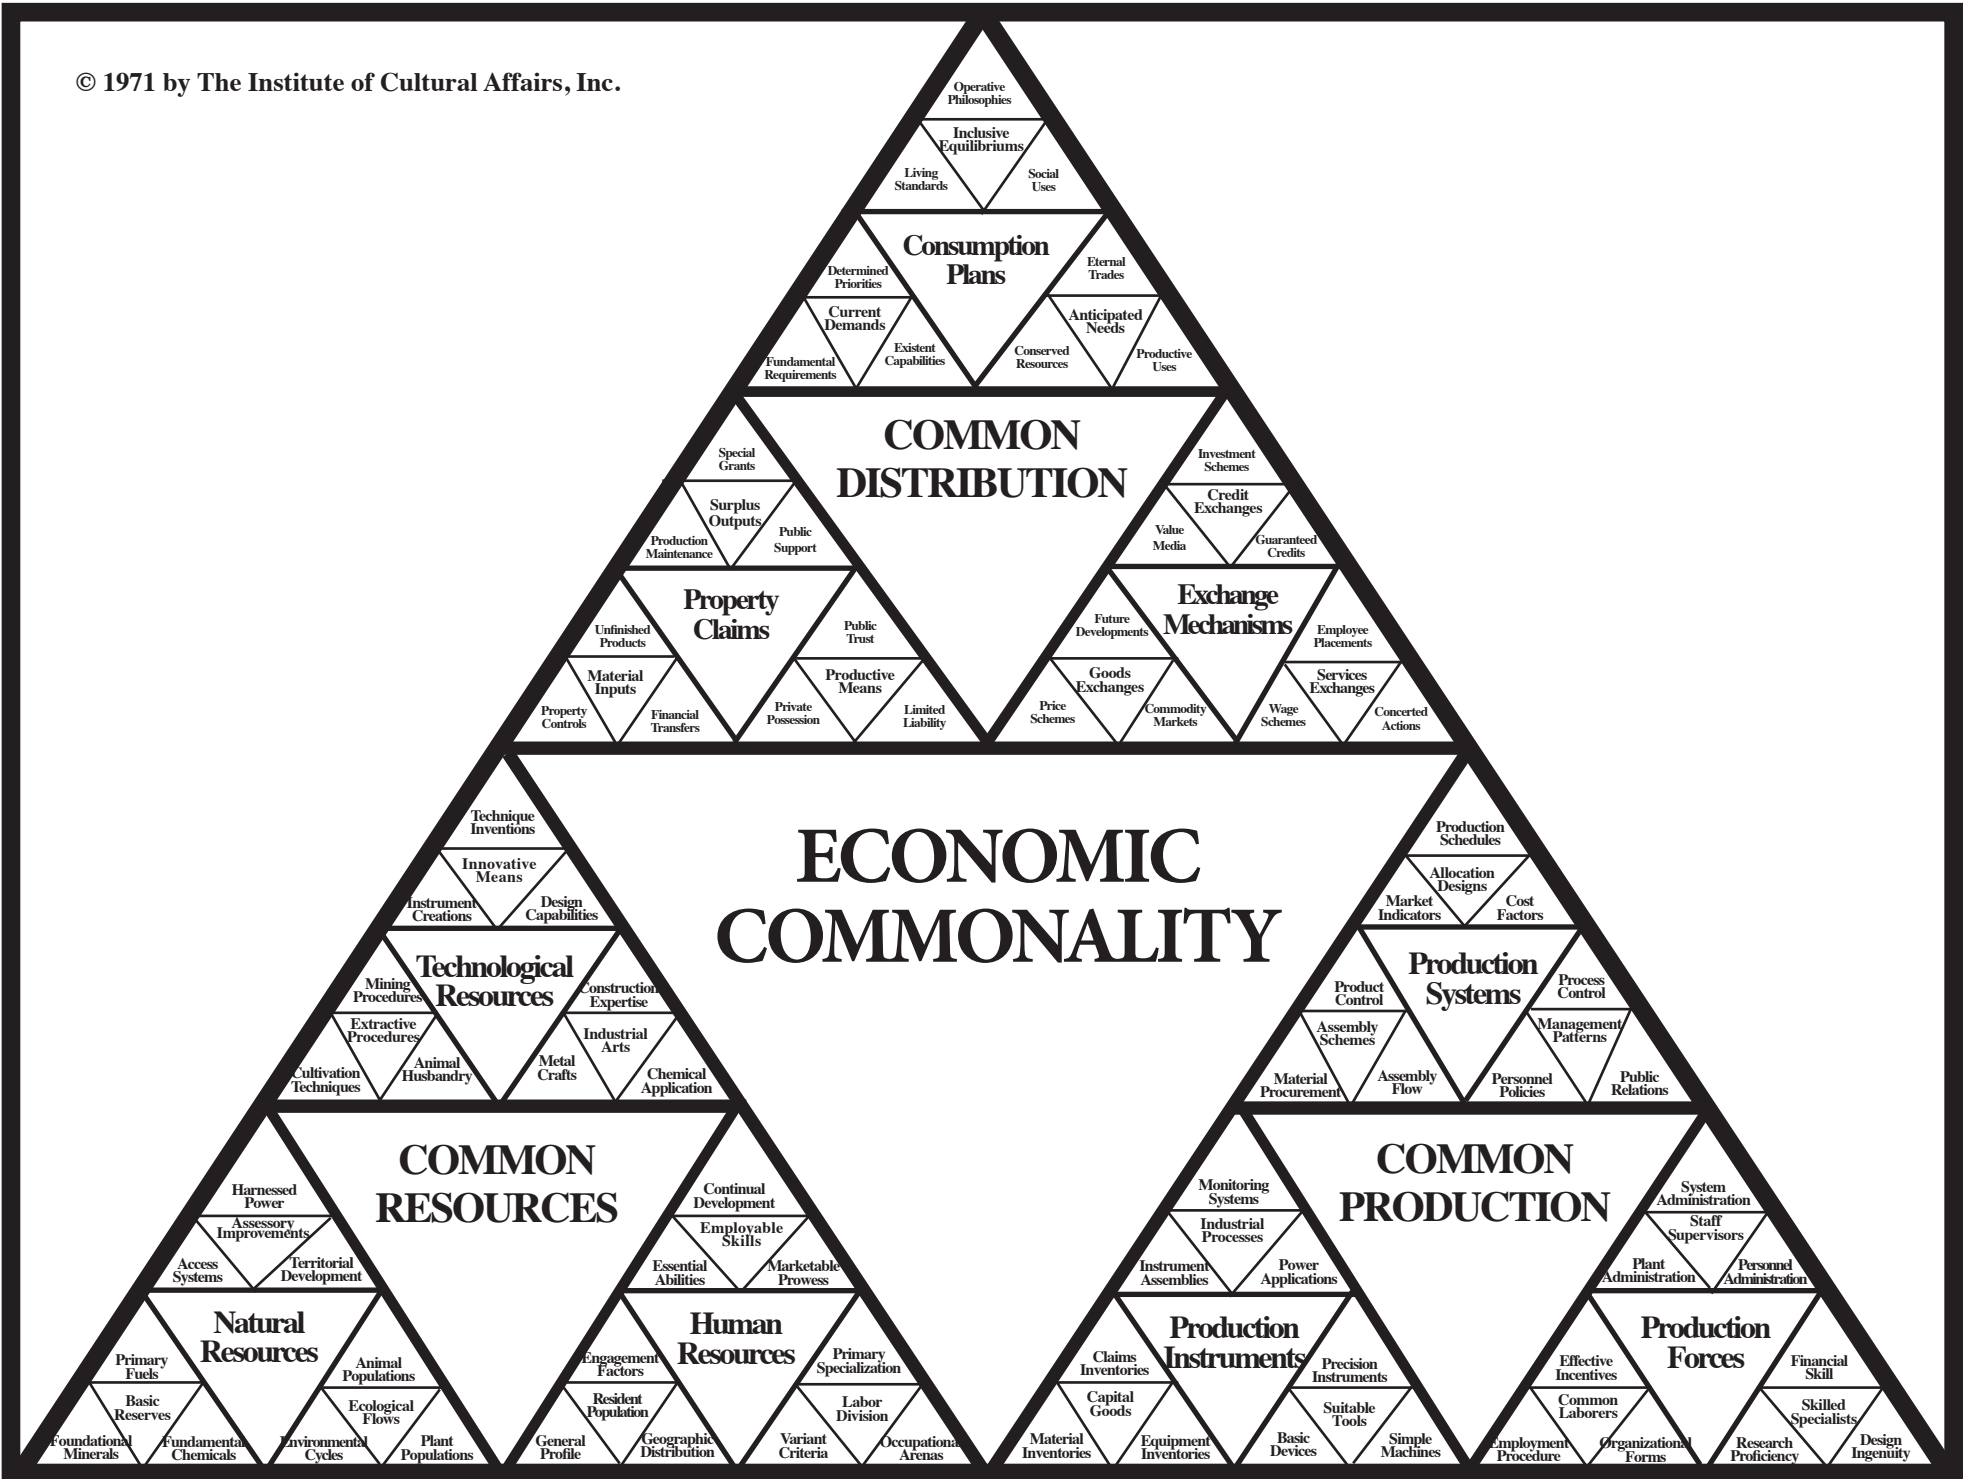 © 1971 by The Institute of Cultural Affairs, Inc.
Operative
Philosophies
Inclusive
Equilibriums
Living
Standards
Social
Uses
Consumption
Plans
Determined
Priorities
Current
Demands
Fundamental
Requirements
Existent
Capabilities
Eternal
Trades
Anticipated
Needs
Conserved
Resources
Productive
Uses
COMMON
DISTRIBUTION
Special
Grants
Surplus
Outputs
Production
Maintenance
Public
Support
Property
Claims
Unfinished
Products
Material
Inputs
Property
Controls
Financial
Transfers
Public
Trust
Productive
Means
Private
Possession
Limited
Liability
Investment
Schemes
Credit
Exchanges
Value
Media
Guaranteed
Credits
Exchange
Mechanisms
Future
Developments
Goods
Exchanges
Price
Schemes
Commodity
Markets
Employee
Placements
Services
Exchanges
Wage
Schemes
Concerted
Actions
ECONOMIC
COMMONALITY
Technique
Inventions
Innovative
Means
Instrument
Creations
Design
Capabilities
Technological
Resources
Mining
Procedures
Extractive
Procedures
Cultivation
Techniques
Animal
Husbandry
Construction
Expertise
Industrial
Arts
Metal
Crafts
Chemical
Application
COMMON
RESOURCES
Harnessed
Power
Assessory
Improvements
Access
Systems
Territorial
Development
Natural
Resources
Primary
Fuels
Basic
Reserves
Foundational
Minerals
Fundamental
Chemicals
Animal
Populations
Ecological
Flows
Environmental
Cycles
Plant
Populations
Continual
Development
Employable
Skills
Essential
Abilities
Marketable
Prowess
Human
Resources
Engagement
Factors
Resident
Population
General
Profile
Geographic
Distribution
Primary
Specialization
Labor
Division
Variant
Criteria
Occupational
Arenas
Production
Schedules
Allocation
Designs
Market
Indicators
Cost
Factors
Production
Systems
Product
Control
Assembly
Schemes
Material
Procurement
Assembly
Flow
Process
Control
Management
Patterns
Personnel
Policies
Public
Relations
COMMON
PRODUCTION
Monitoring
Systems
Industrial
Processes
Instrument
Assemblies
Power
Applications
Production
Instruments
Claims
Inventories
Capital
Goods
Material
Inventories
Equipment
Inventories
Precision
Instruments
Suitable
Tools
Basic
Devices
Simple
Machines
System
Administration
Staff
Supervisors
Plant
Administration
Personnel
Administration
Production
Forces
Effective
Incentives
Common
Laborers
Employment
Procedure
Organizational
Forms
Financial
Skill
Skilled
Specialists
Research
Proficiency
Design
Ingenuity